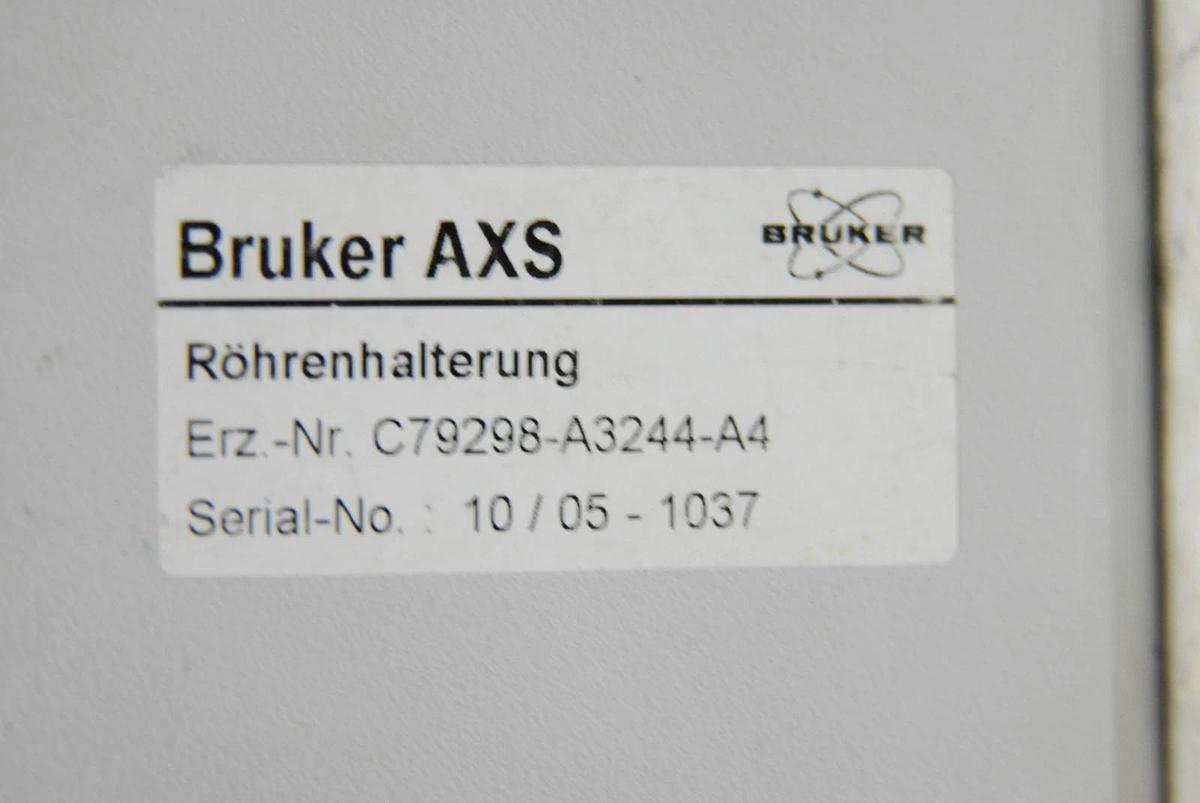 Bruker AXS
BRUKER
Röhrenhalterung
Erz.-Nr. C79298-A3244-A4
Serial-No. : 10 / 05 - 1037